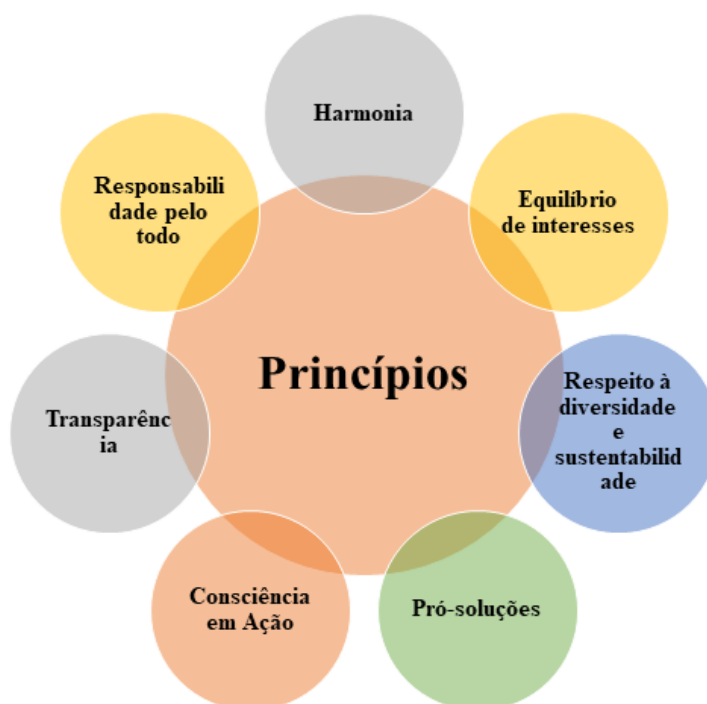 Harmonia
Responsabili
dade pelo
todo
Equilíbrio
de interesses
Princípios
Respeito à
diversidade
e
sustentabilid
ade
Transparênc
ia
Consciência
em Ação
Pró-soluções